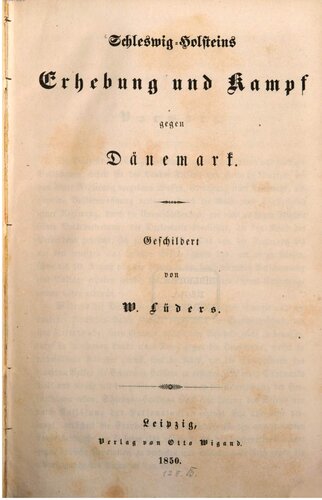 Schleswig-Holsteins
Erhebung und Kampf
gegen
Dänemark.
Geschildert
von
W. Lüders.
Leipzig,
Verlag von Otto Wigand.
1850.